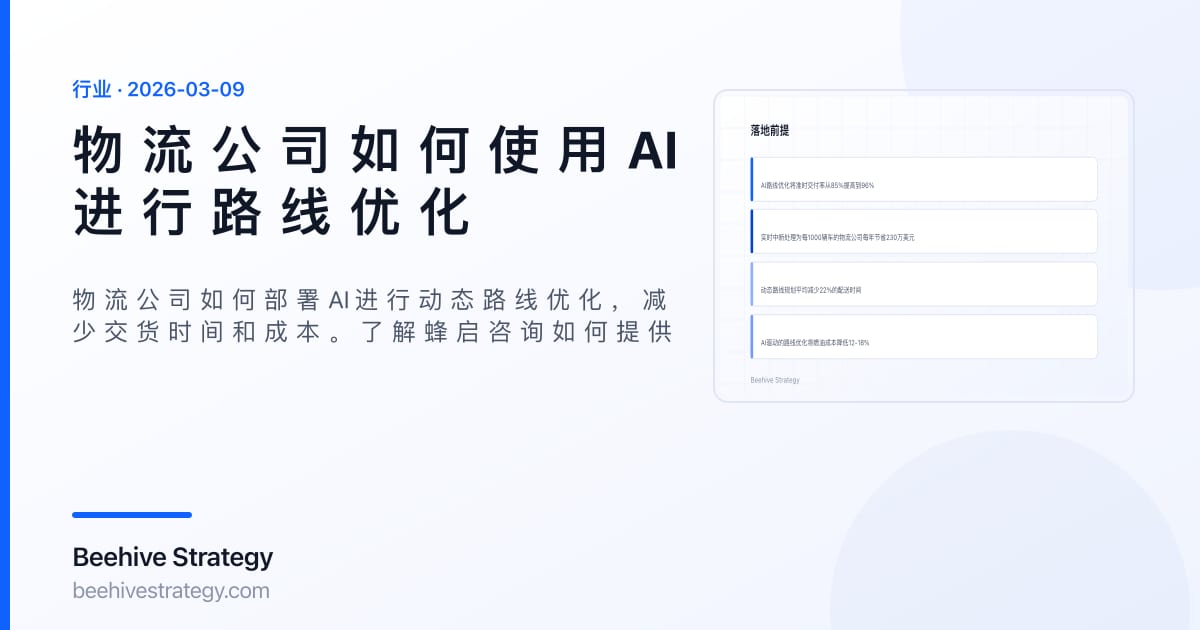 行业 · 2026-03-09
物流公司如何使用AI
进行路线优化
物流公司如何部署AI进行动态路线优化，减
少交货时间和成本。了解蜂启咨询如何提供
落地前提
AI路线优化将准时交付率从85%提高到96%
实时中断处理为每1000辆车的物流公司每年节省230万美元
动态路线规划平均减少22%的配送时间
AI驱动的路线优化将燃油成本降低12-18%
Beehive Strategy
Beehive Strategy
beehivestrategy.com